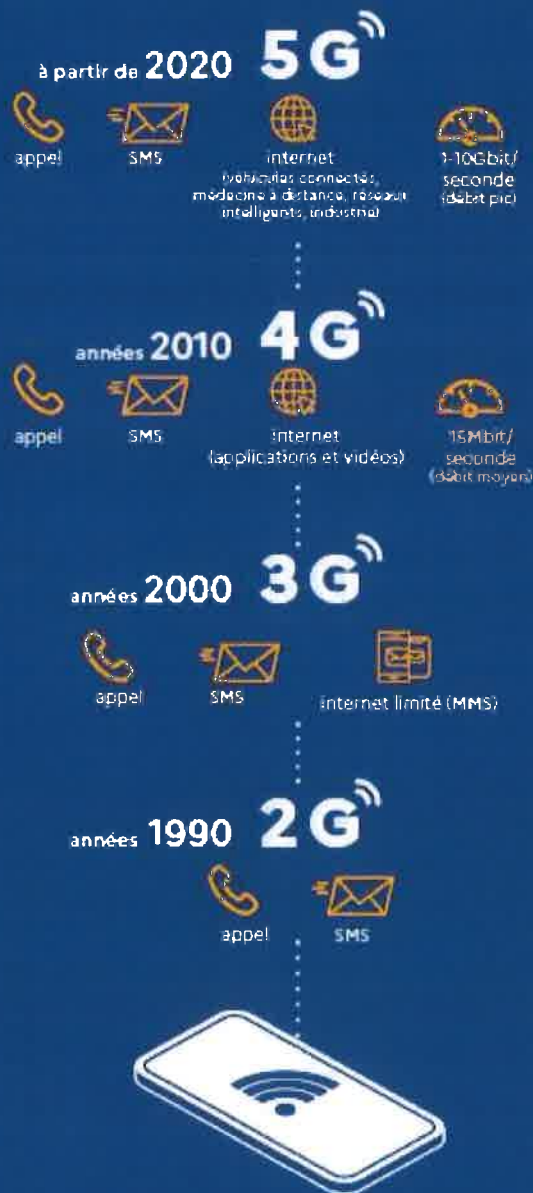 à partir de 2020 5G
appel
SMS
internet
(véhicules connectés,
médecine à distance, réseaux
intelligents, industrie)
1-10Gbit/
seconde
(débit pic)
années 2010 4G
appel
SMS
internet
(applications et vidéos)
15Mbit/
seconde
(débit moyen)
années 2000 3G
appel
SMS
internet limité (MMS)
années 1990 2G
appel
SMS